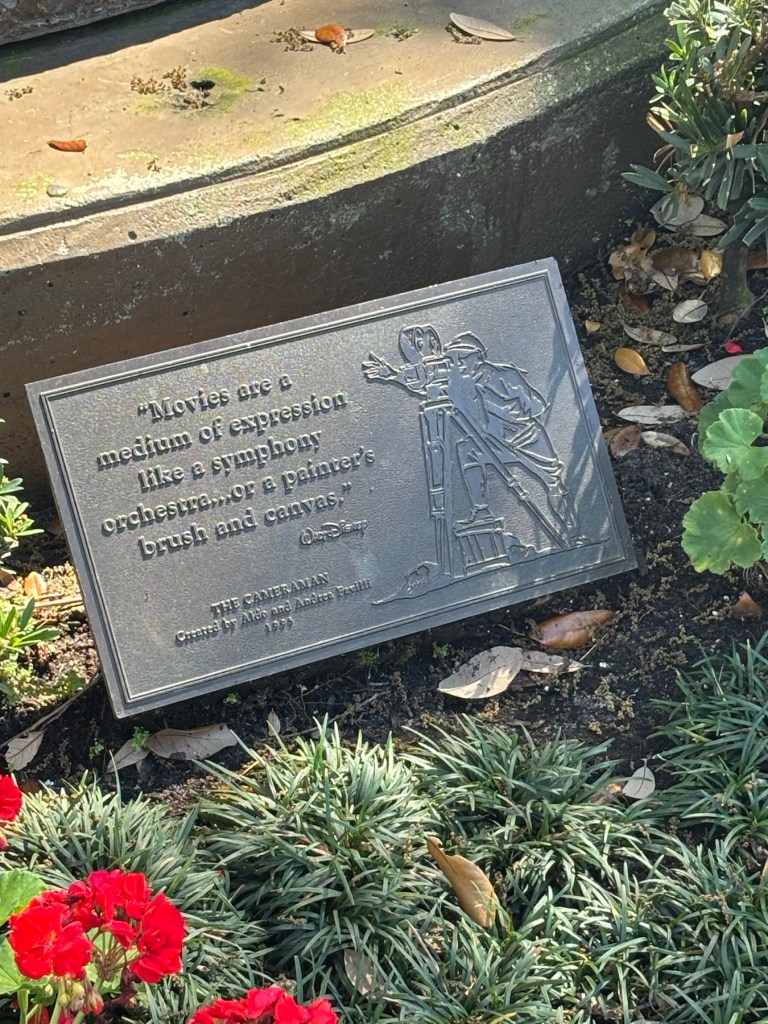 "Movies are a
medium of expression
like a symphony
orchestra...or a painter's
brush and canvas."
Walt Disney
THE CAMERAMAN
Created by Aldo and Andrea Favilli
1995